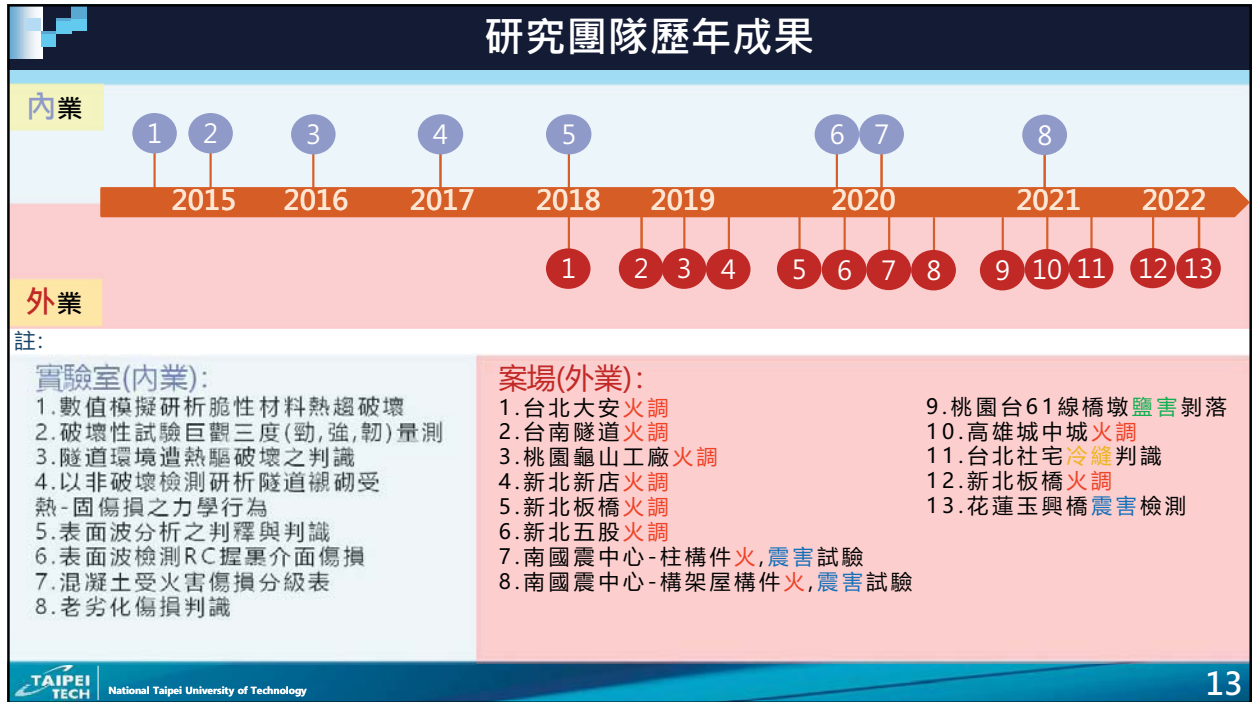 研究團隊歷年成果
內業
1 2 3 4 5 6 7 8
2015 2016 2017 2018 2019 2020 2021 2022
1 2 3 4 5 6 7 8 9 10 11 12 13
外業
註:
實驗室(內業):
1.數值模擬研析脆性材料熱趨破壞
2.破壞性試驗巨觀三度(勁,強,韌)量測
3.隧道環境遭熱驅破壞之判識
4.以非破壞檢測研析隧道襯砌受
熱-固傷損之力學行為
5.表面波分析之判釋與判識
6.表面波檢測RC握裏介面傷損
7.混凝土受火害傷損分級表
8.老劣化傷損判識
案場(外業):
1.台北大安火調
2.台南隧道火調
3.桃園龜山工廠火調
4.新北新店火調
5.新北板橋火調
6.新北五股火調
7.南國震中心-柱構件火,震害試驗
8.南國震中心-構架屋構件火,震害試驗
9.桃園台61線橋墩鹽害剝落
10.高雄城中城火調
11.台北社宅冷縫判識
12.新北板橋火調
13.花蓮玉興橋震害檢測
TAIPEI
TECH
National Taipei University of Technology
13